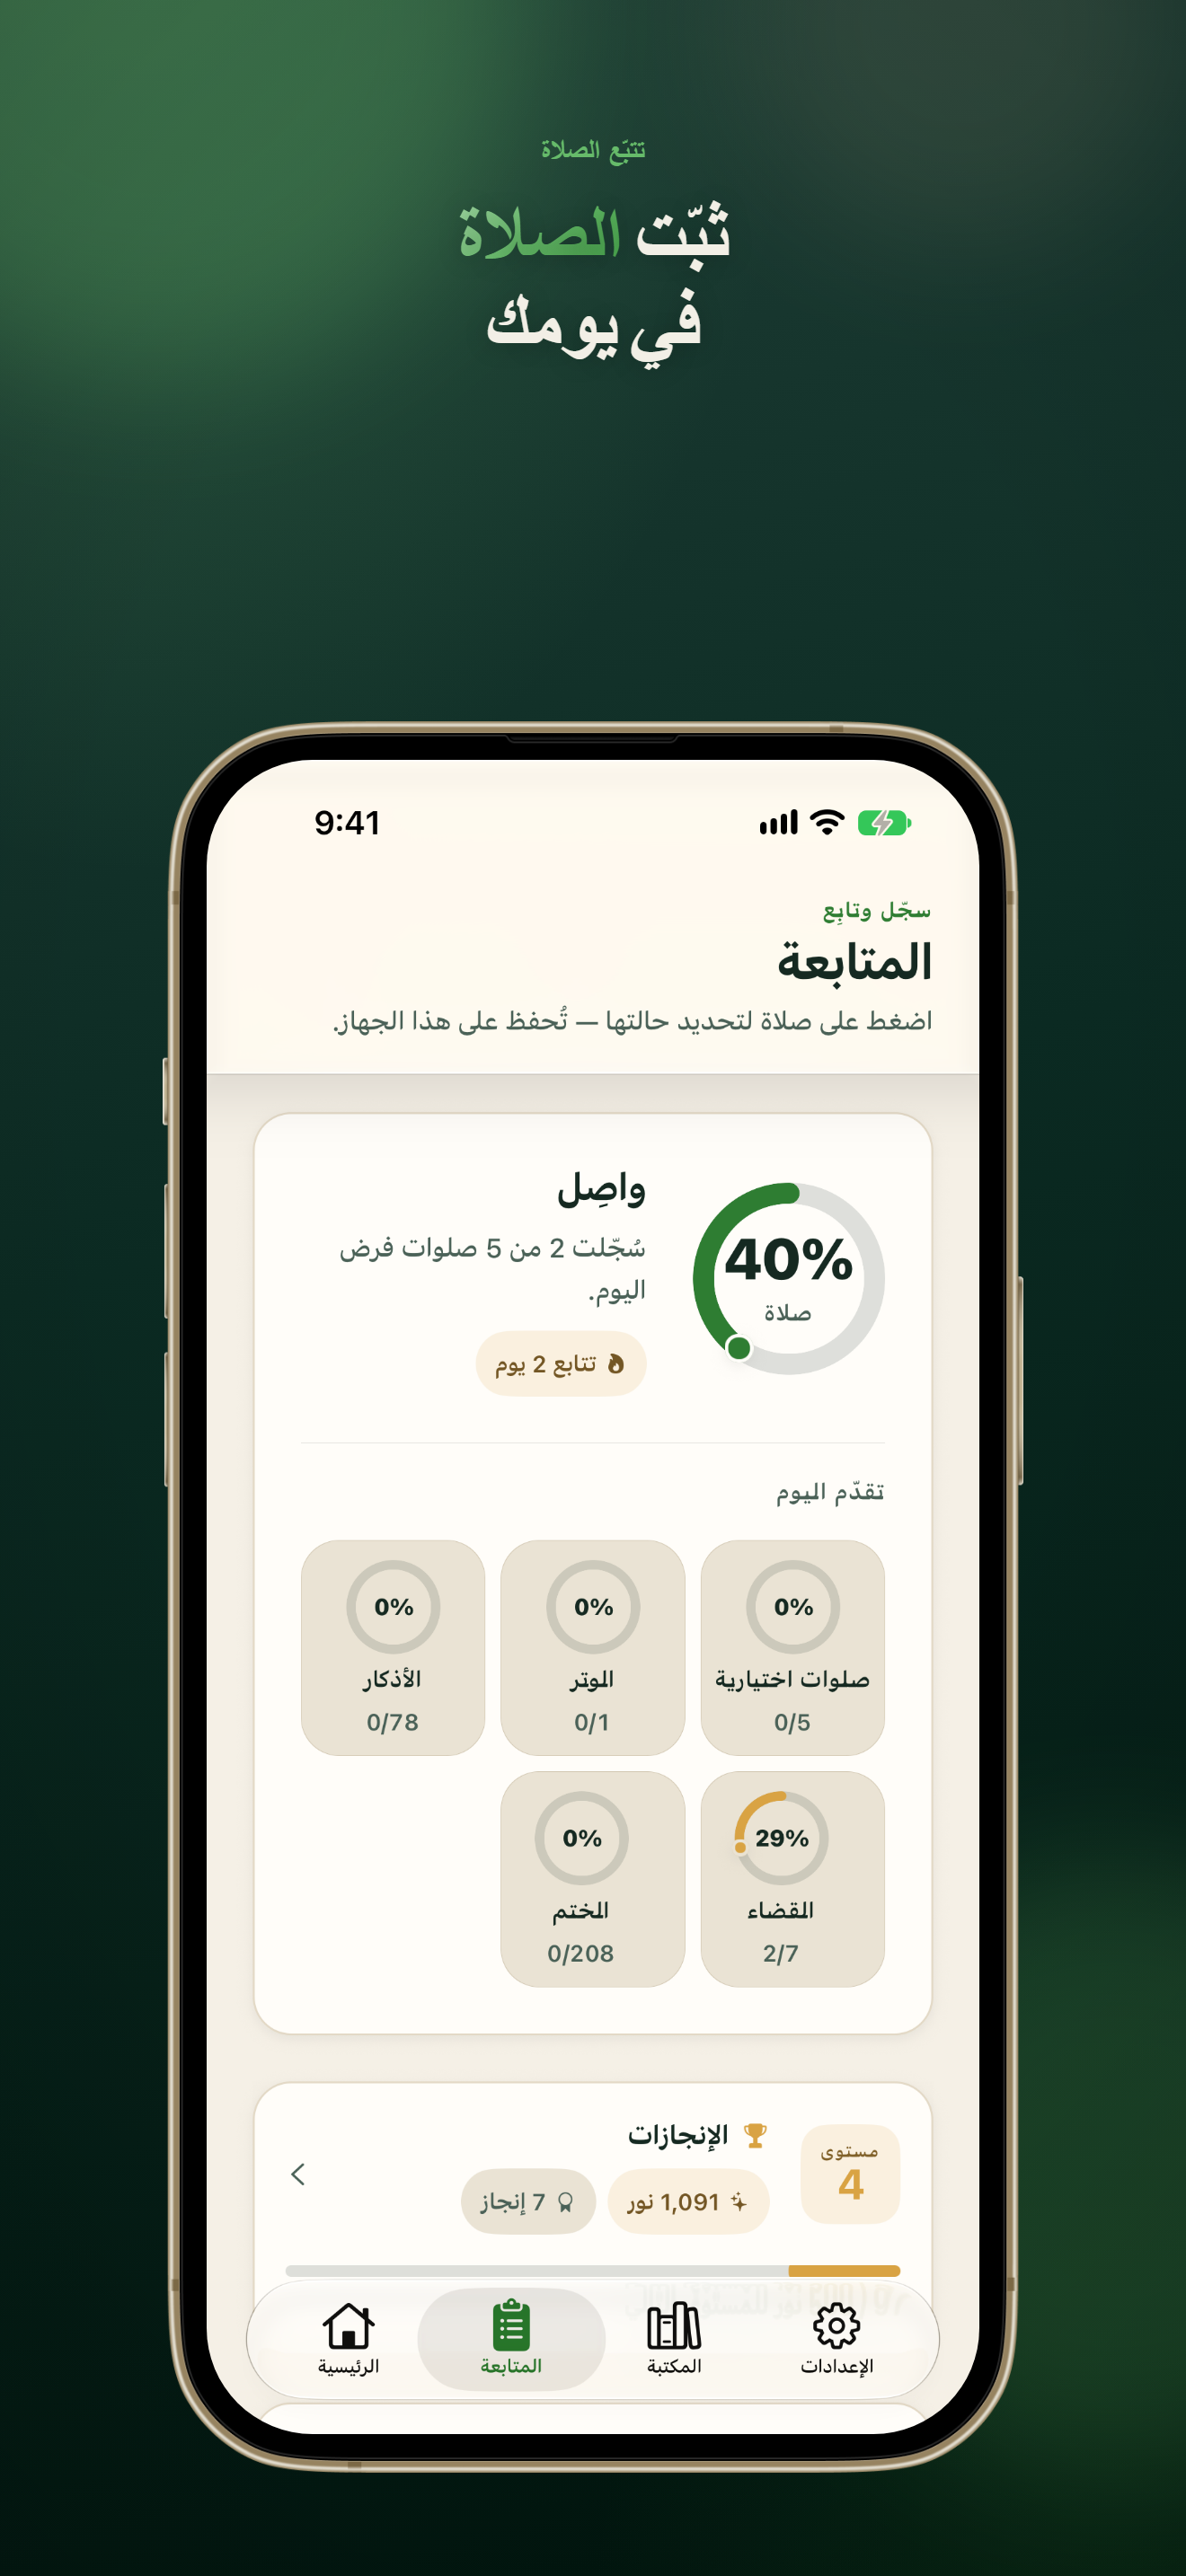 تتبّع الصلاة
ثبّت الصلاة
في يومك
9:41
سجّل وتابِع
المتابعة
اضغط على صلاة لتحديد حالتها — تُحفظ على هذا الجهاز.
40%
صلاة
واصِل
سُجّلت 2 من 5 صلوات فرض
اليوم.
تتابع 2 يوم
تقدّم اليوم
0% 0% 0%
صلوات اختيارية الوتر الأذكار
0/5 0/1 0/78
29% 0%
القضاء الختم
2/7 0/208
مستوى
4
الإنجازات
1,091 نور 7 إنجاز
الإعدادات المكتبة المتابعة الرئيسية